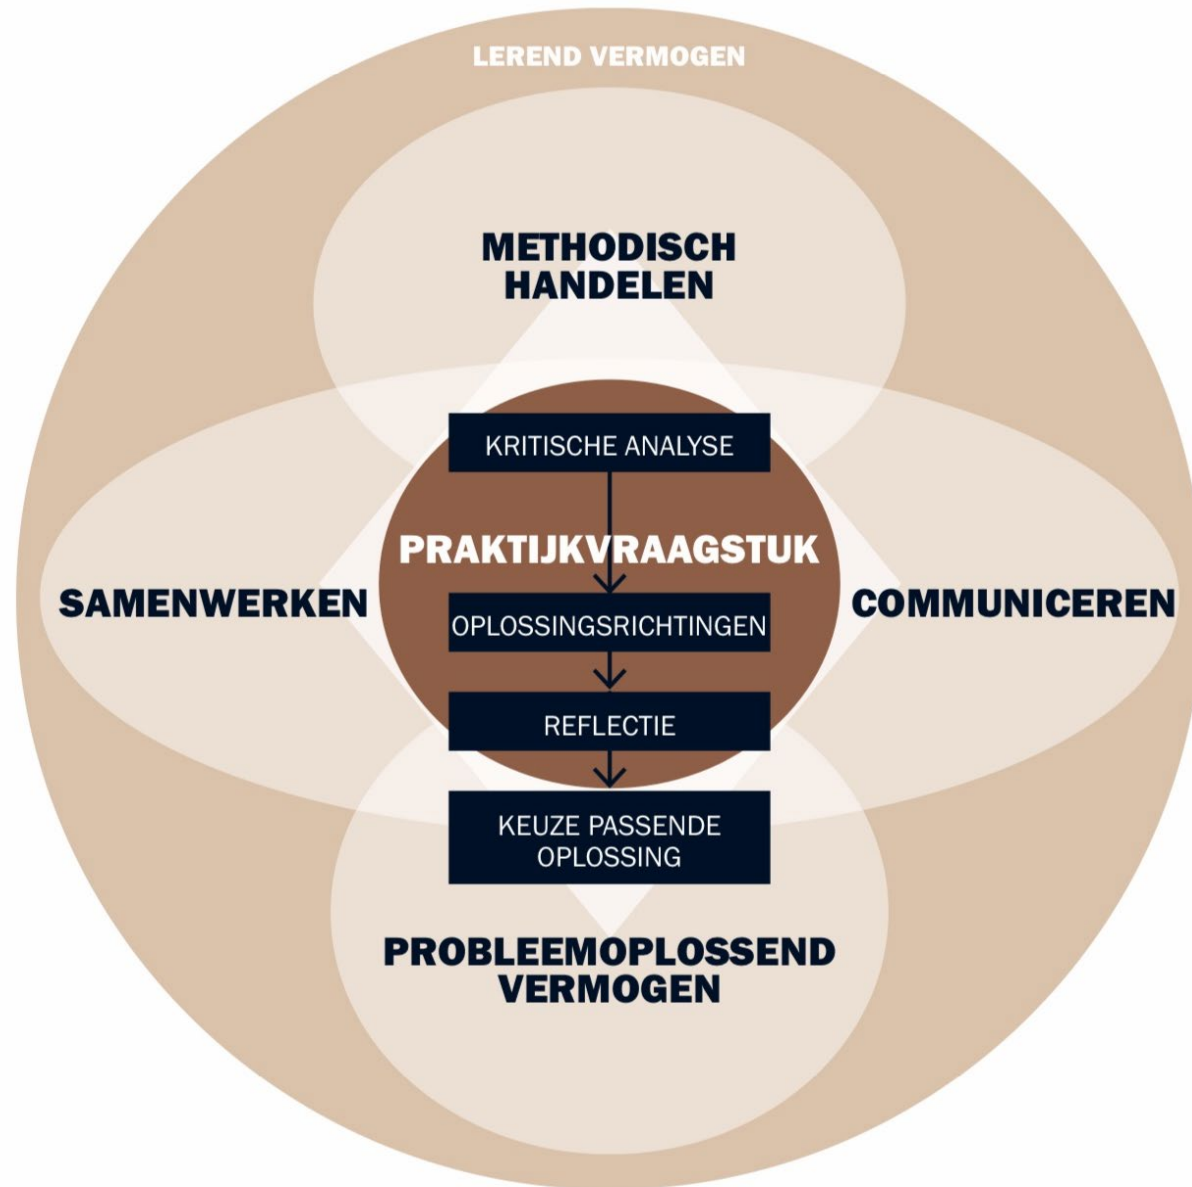 LEREND VERMOGEN
METHODISCH
HANDELEN
KRITISCHE ANALYSE
PRAKTIJKVRAAGSTUK
SAMENWERKEN
COMMUNICEREN
OPLOSSINGSRICHTINGEN
REFLECTIE
KEUZE PASSENDE
OPLOSSING
PROBLEEMOPLOSSEND
VERMOGEN